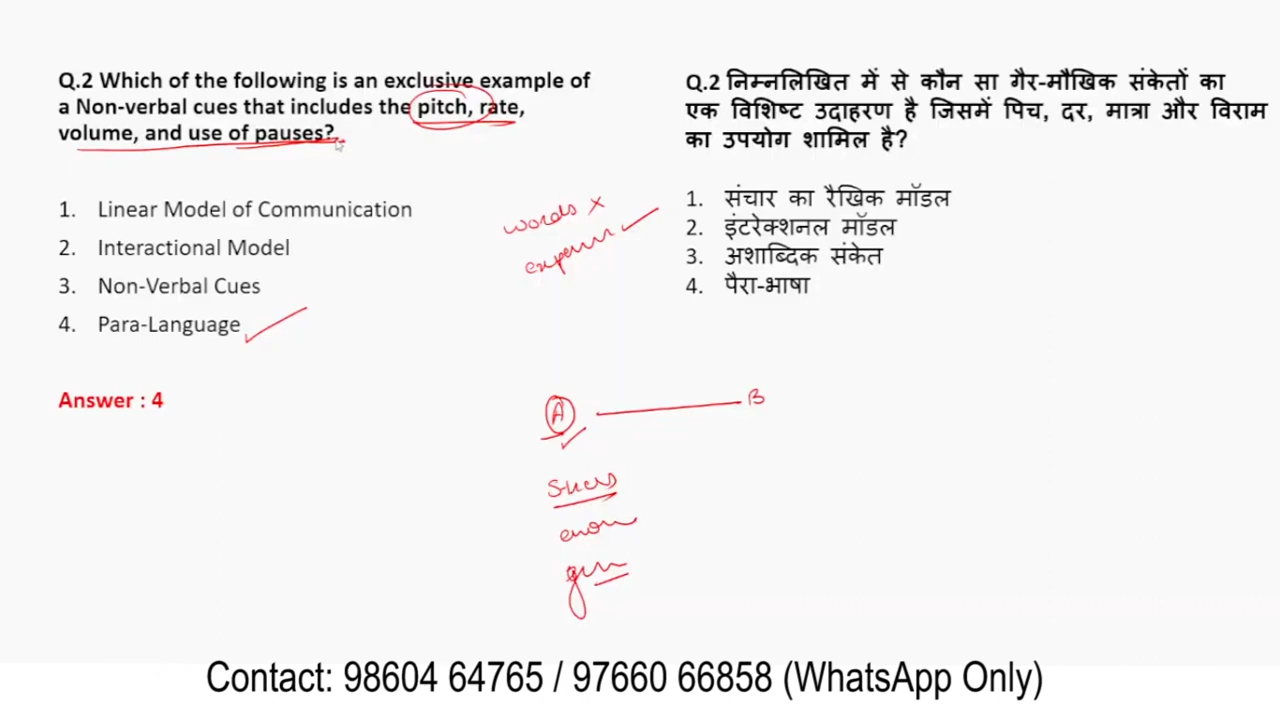 Q.2 Which of the following is an exclusive example of
a Non-verbal cues that includes the pitch, rate,
volume, and use of pauses?
1. Linear Model of Communication
2. Interactional Model
3. Non-Verbal Cues
4. Para-Language
Answer : 4
Q.2 निम्नलिखित में से कौन सा गैर-मौखिक संकेतों का
एक विशिष्ट उदाहरण है जिसमें पिच, दर, मात्रा और विराम
का उपयोग शामिल है?
1. संचार का रैखिक मॉडल
2. इंटरेक्शनल मॉडल
3. अशाब्दिक संकेत
4. पैरा-भाषा
words x
A
B
Contact: 98604 64765 / 97660 66858 (WhatsApp Only)